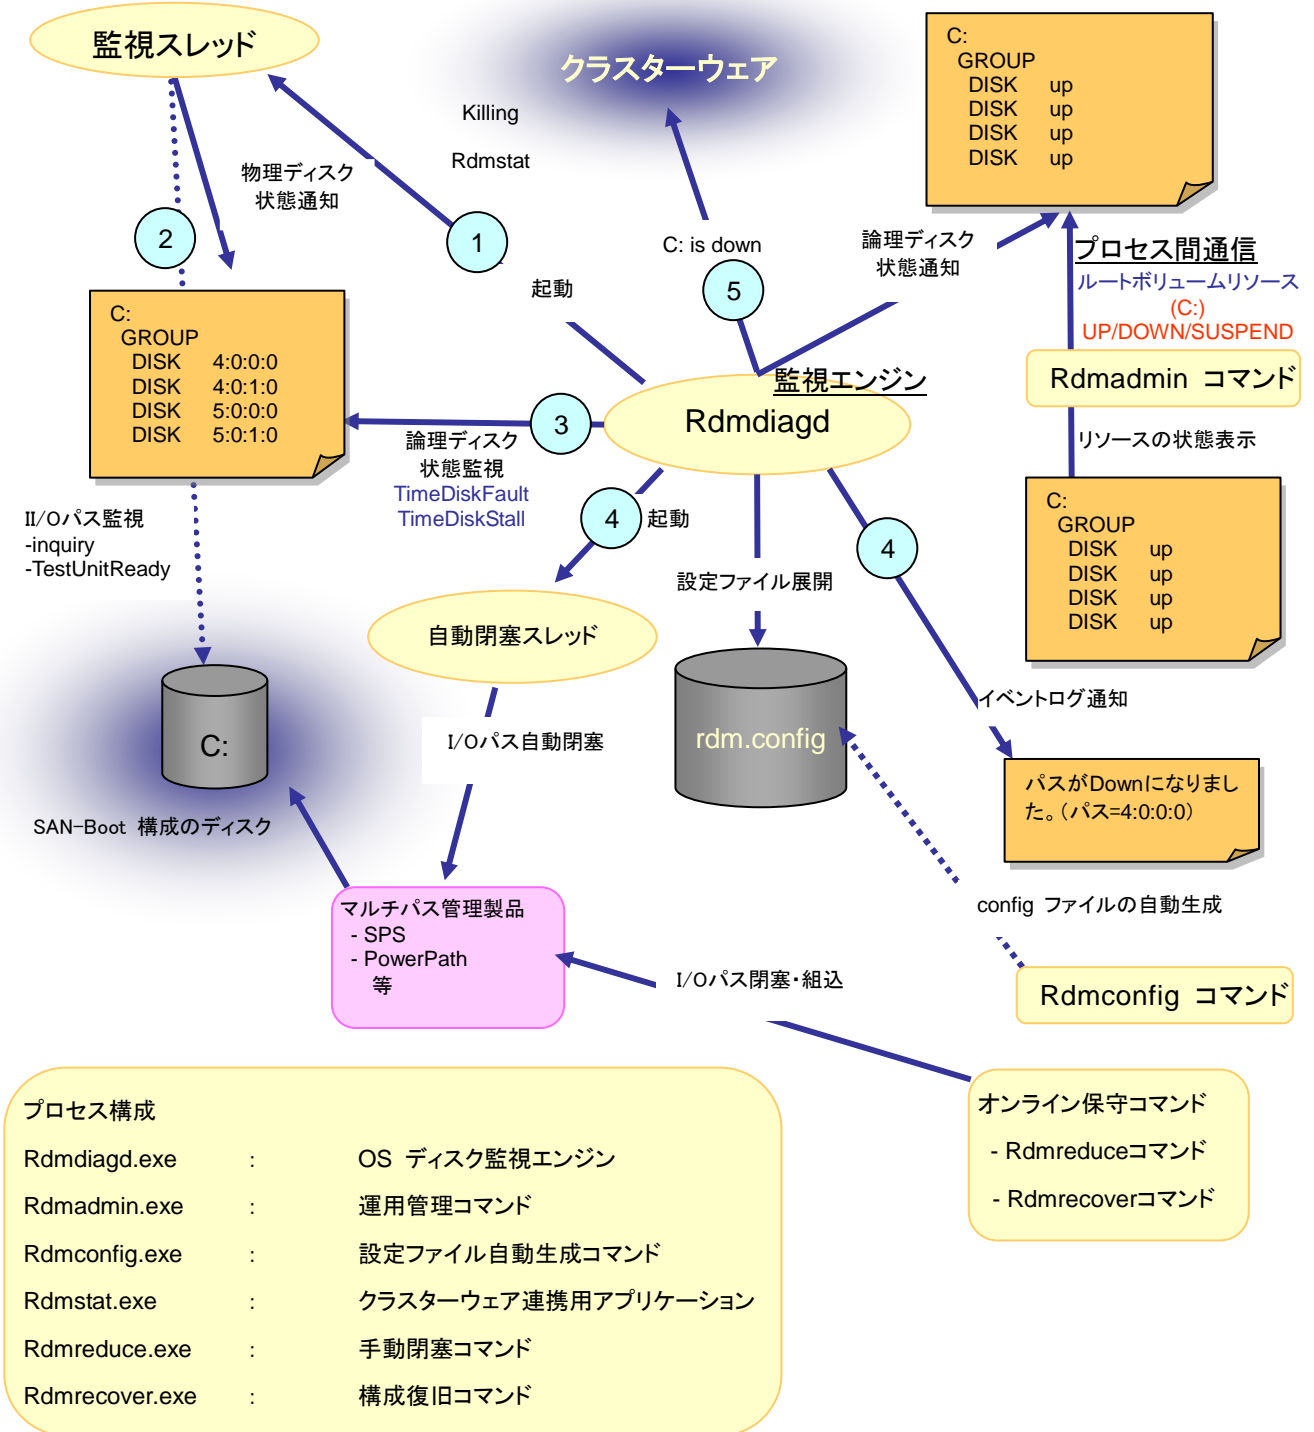 監視スレッド
クラスターウェア
C:
GROUP
DISK up
DISK up
DISK up
DISK up
Killing
Rdmstat
物理ディスク
状態通知
2
1
C: is down
論理ディスク
状態通知
プロセス間通信
ルートボリュームリソース
(C:)
UP/DOWN/SUSPEND
起動
5
C:
GROUP
DISK 4:0:0:0
DISK 4:0:1:0
DISK 5:0:0:0
DISK 5:0:1:0
監視エンジン
Rdmdiagd
Rdmadmin コマンド
3
論理ディスク
状態監視
TimeDiskFault
TimeDiskStall
リソースの状態表示
II/Oパス監視
-inquiry
-TestUnitReady
4
起動
4
C:
GROUP
DISK up
DISK up
DISK up
DISK up
設定ファイル展開
自動閉塞スレッド
イベントログ通知
I/Oパス自動閉塞
rdm.config
C:
パスがDownになりまし
た。(パス=4:0:0:0)
SAN-Boot 構成のディスク
config ファイルの自動生成
マルチパス管理製品
- SPS
- PowerPath
等
I/Oパス閉塞・組込
Rdmconfig コマンド
オンライン保守コマンド
- Rdmreduceコマンド
- Rdmrecoverコマンド
プロセス構成
Rdmdiagd.exe : OS ディスク監視エンジン
Rdmadmin.exe : 運用管理コマンド
Rdmconfig.exe : 設定ファイル自動生成コマンド
Rdmstat.exe : クラスターウェア連携用アプリケーション
Rdmreduce.exe : 手動閉塞コマンド
Rdmrecover.exe : 構成復旧コマンド